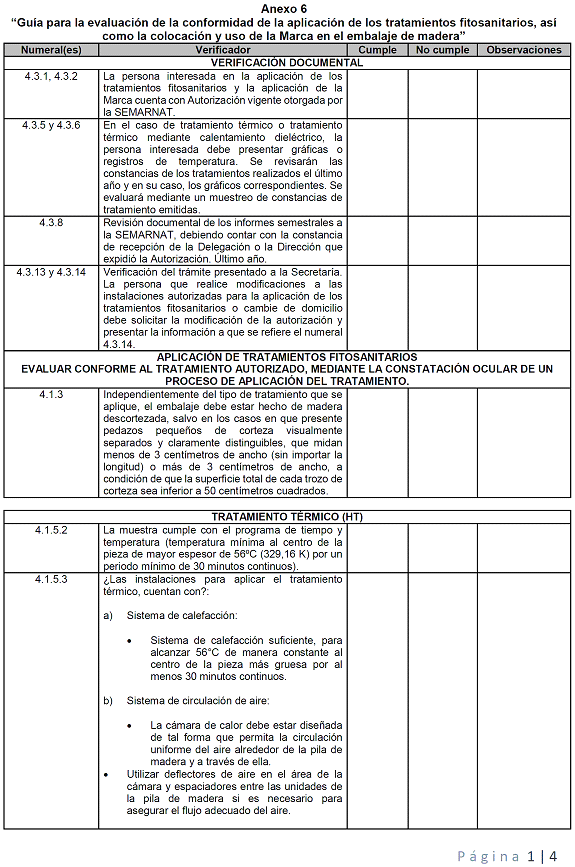 Anexo 6
“Guía para la evaluación de la conformidad de la aplicación de los tratamientos fitosanitarios, así
como la colocación y uso de la Marca en el embalaje de madera”
Numeral(es) Verificador Cumple No cumple Observaciones
VERIFICACIÓN DOCUMENTAL
4.3.1, 4.3.2 La persona interesada en la aplicación de los
tratamientos fitosanitarios y la aplicación de la
Marca cuenta con Autorización vigente otorgada por
la SEMARNAT.
4.3.5 y 4.3.6 En el caso de tratamiento térmico o tratamiento
térmico mediante calentamiento dieléctrico, la
persona interesada debe presentar gráficas o
registros de temperatura. Se revisarán las
constancias de los tratamientos realizados el último
año y en su caso, los gráficos correspondientes. Se
evaluará mediante un muestreo de constancias de
tratamiento emitidas.
4.3.8 Revisión documental de los informes semestrales a
la SEMARNAT, debiendo contar con la constancia
de recepción de la Delegación o la Dirección que
expidió la Autorización. Último año.
4.3.13 y 4.3.14 Verificación del trámite presentado a la Secretaría.
La persona que realice modificaciones a las
instalaciones autorizadas para la aplicación de los
tratamientos fitosanitarios o cambie de domicilio
debe solicitar la modificación de la autorización y
presentar la información a que se refiere el numeral
4.3.14.
APLICACIÓN DE TRATAMIENTOS FITOSANITARIOS
EVALUAR CONFORME AL TRATAMIENTO AUTORIZADO, MEDIANTE LA CONSTATACIÓN OCULAR DE UN
PROCESO DE APLICACIÓN DEL TRATAMIENTO.
4.1.3 Independientemente del tipo de tratamiento que se
aplique, el embalaje debe estar hecho de madera
descortezada, salvo en los casos en que presente
pedazos pequeños de corteza visualmente
separados y claramente distinguibles, que midan
menos de 3 centímetros de ancho (sin importar la
longitud) o más de 3 centímetros de ancho, a
condición de que la superficie total de cada trozo de
corteza sea inferior a 50 centímetros cuadrados.
TRATAMIENTO TÉRMICO (HT)
4.1.5.2 La muestra cumple con el programa de tiempo y
temperatura (temperatura mínima al centro de la
pieza de mayor espesor de 56ºC (329,16 K) por un
periodo mínimo de 30 minutos continuos).
4.1.5.3 ¿Las instalaciones para aplicar el tratamiento
térmico, cuentan con?:
a) Sistema de calefacción:
• Sistema de calefacción suficiente, para
alcanzar 56°C de manera constante al
centro de la pieza más gruesa por al
menos 30 minutos continuos.
b) Sistema de circulación de aire:
• La cámara de calor debe estar diseñada
de tal forma que permita la circulación
uniforme del aire alrededor de la pila de
madera y a través de ella.
• Utilizar deflectores de aire en el área de la
cámara y espaciadores entre las unidades de
la pila de madera si es necesario para
asegurar el flujo adecuado del aire.
Página 1 | 4